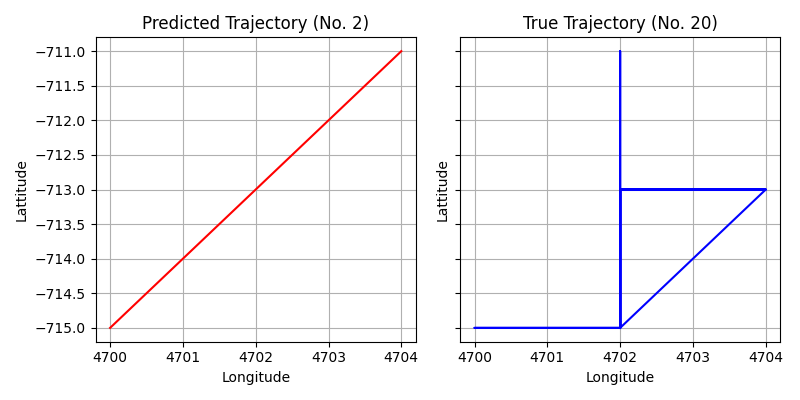 Predicted Trajectory (No. 2)
True Trajectory (No. 20)
−711.0
−711.5
−712.0
−712.5
−713.0
−713.5
−714.0
−714.5
−715.0
Lattitude
4700 4701 4702 4703 4704
Longitude
Lattitude
4700 4701 4702 4703 4704
Longitude